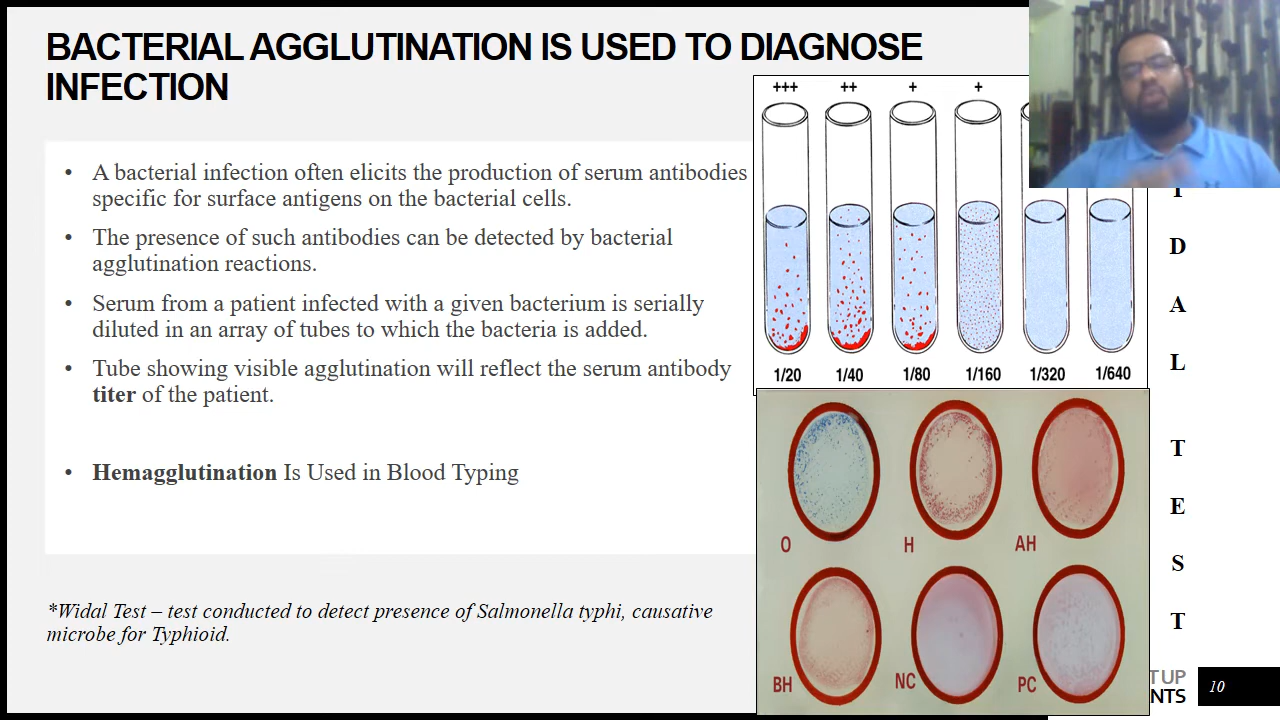 BACTERIAL AGGLUTINATION IS USED TO DIAGNOSE
INFECTION
• A bacterial infection often elicits the production of serum antibodies
specific for surface antigens on the bacterial cells.
• The presence of such antibodies can be detected by bacterial
agglutination reactions.
• Serum from a patient infected with a given bacterium is serially
diluted in an array of tubes to which the bacteria is added.
• Tube showing visible agglutination will reflect the serum antibody
titer of the patient.
• Hemagglutination Is Used in Blood Typing
*Widal Test – test conducted to detect presence of Salmonella typhi, causative
microbe for Typhioid.
+++ ++ + +
1/20 1/40 1/80 1/160 1/320 1/640
O H AH
BH NC PC
D
A
L
T
E
S
T
T UP
NTS
10